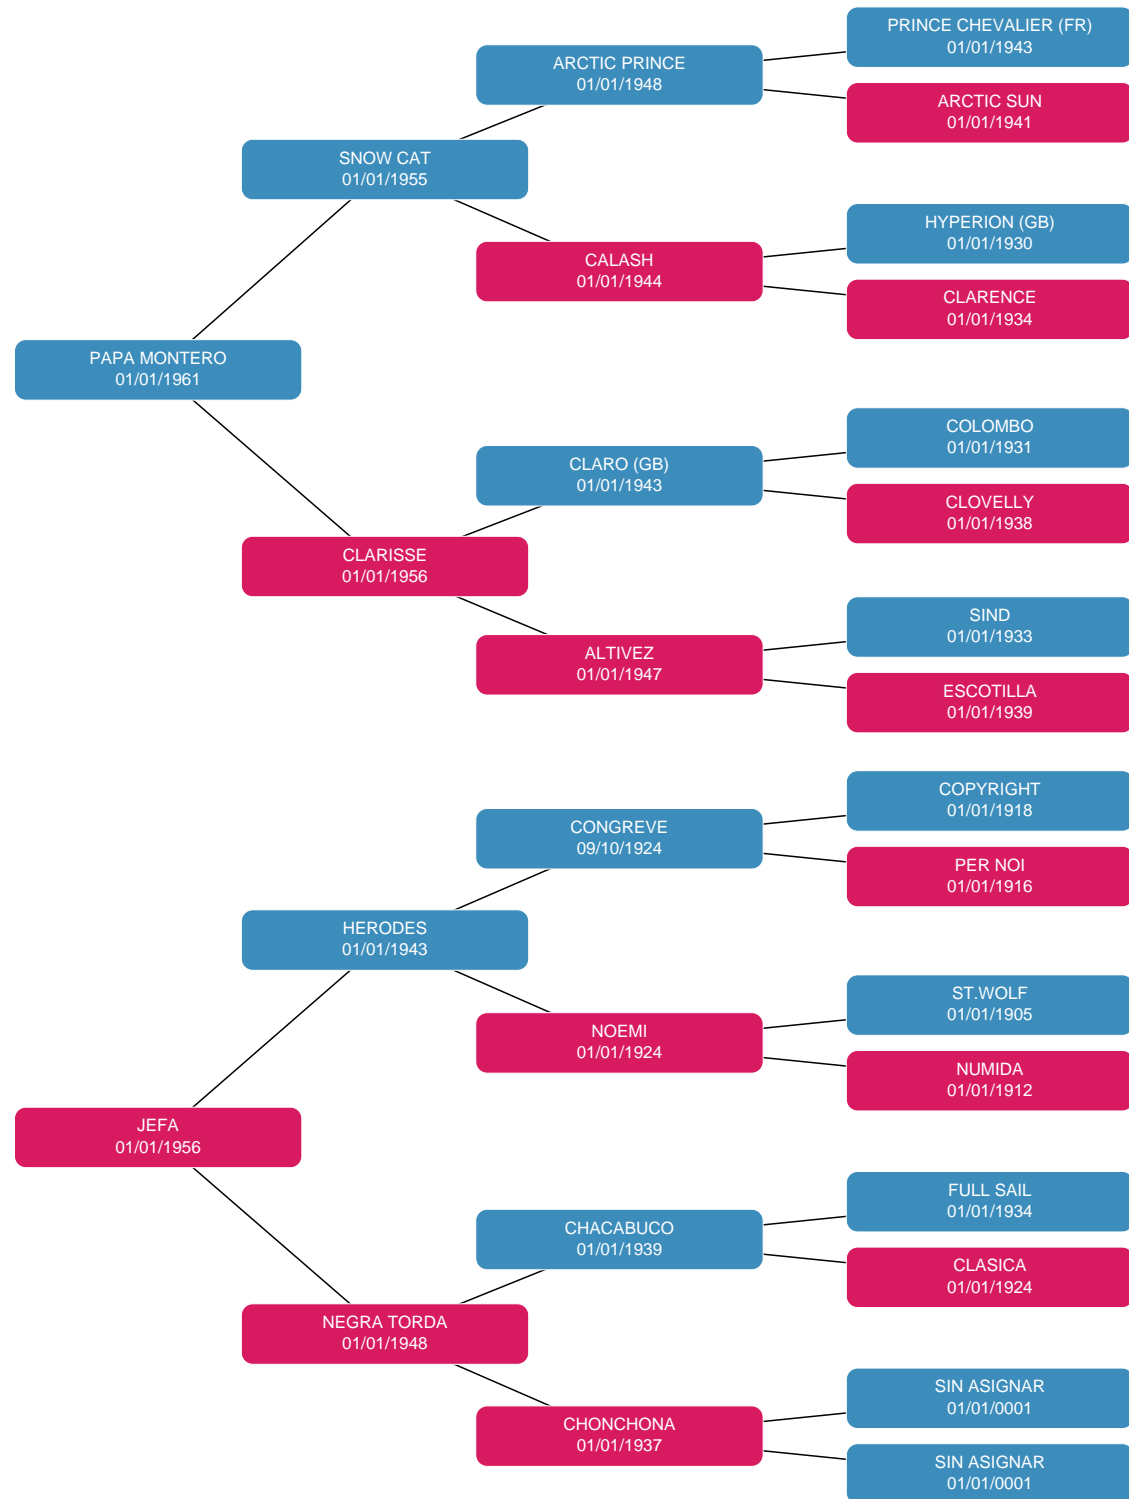 PRINCE CHEVALIER (FR)
01/01/1943
ARCTIC PRINCE
01/01/1948
ARCTIC SUN
01/01/1941
SNOW CAT
01/01/1955
HYPERION (GB)
01/01/1930
CALASH
01/01/1944
CLARENCE
01/01/1934
PAPA MONTERO
01/01/1961
COLOMBO
01/01/1931
CLARO (GB)
01/01/1943
CLOVELLY
01/01/1938
CLARISSE
01/01/1956
SIND
01/01/1933
ALTIVEZ
01/01/1947
ESCOTILLA
01/01/1939
COPYRIGHT
01/01/1918
CONGREVE
09/10/1924
PER NOI
01/01/1916
HERODES
01/01/1943
ST.WOLF
01/01/1905
NOEMI
01/01/1924
NUMIDA
01/01/1912
JEFA
01/01/1956
FULL SAIL
01/01/1934
CHACABUCO
01/01/1939
CLASICA
01/01/1924
NEGRA TORDA
01/01/1948
SIN ASIGNAR
01/01/0001
CHONCHONA
01/01/1937
SIN ASIGNAR
01/01/0001